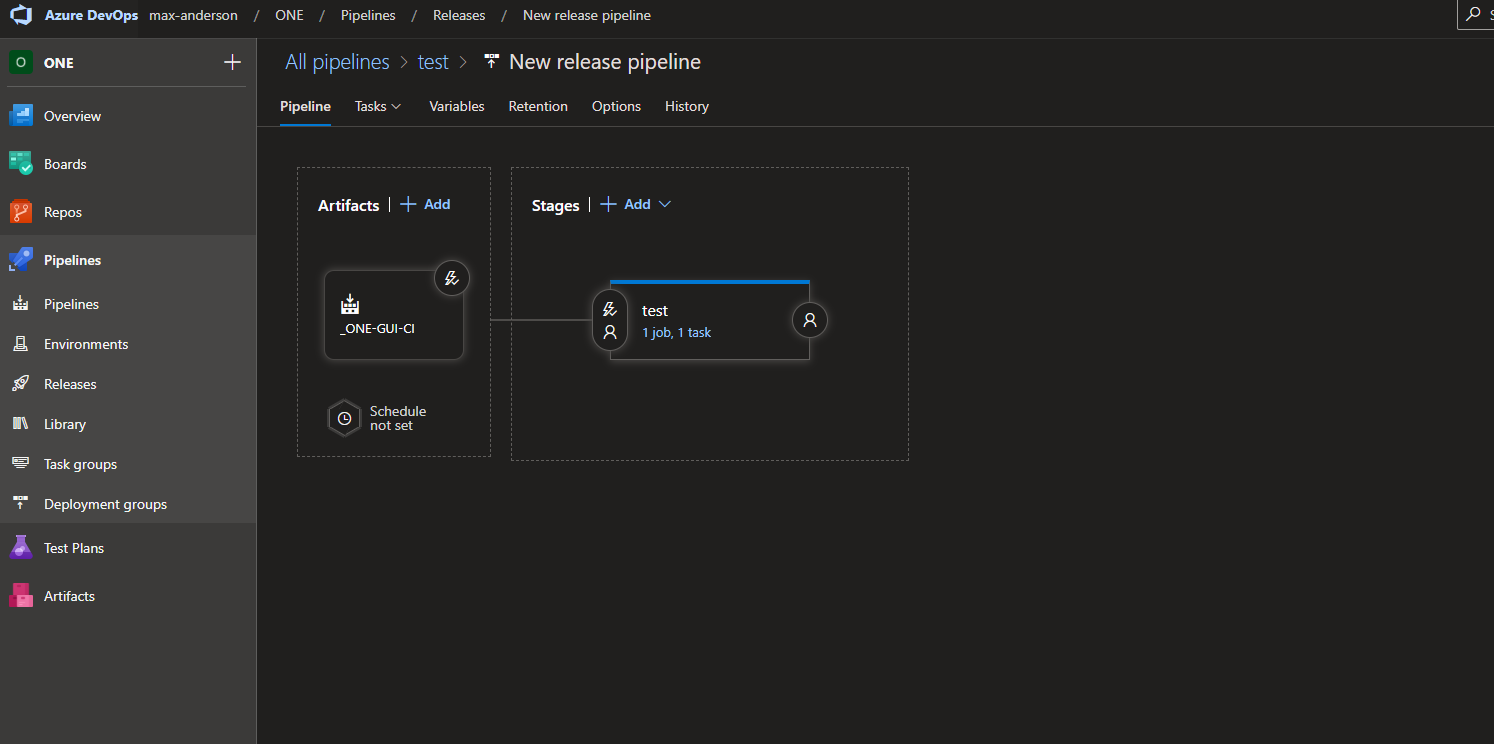 Azure DevOps max-anderson / ONE / Pipelines / Releases / New release pipeline
O ONE
Overview
Boards
Repos
Pipelines
Pipelines
Environments
Releases
Library
Task groups
Deployment groups
Test Plans
Artifacts
All pipelines > test > New release pipeline
Pipeline Tasks Variables Retention Options History
Artifacts | + Add
_ONE-GUI-CI
Schedule
not set
Stages | + Add
test
1 job, 1 task